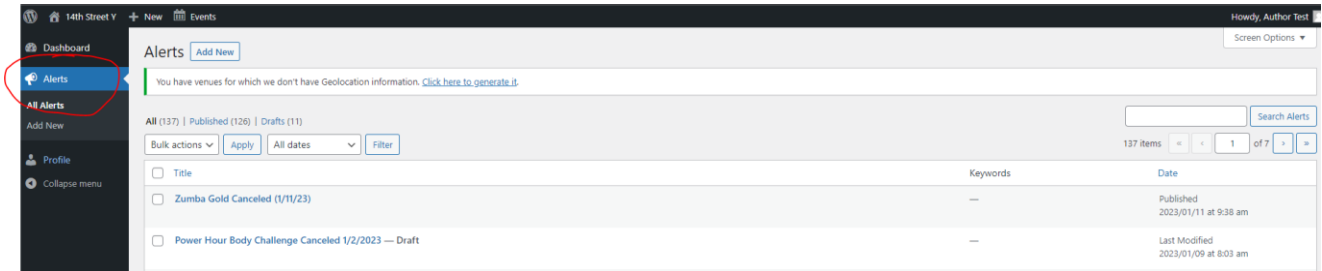 14th Street Y + New Events Howdy, Author Test
Dashboard
Alerts
All Alerts
Add New
Profile
Collapse menu
Screen Options ▼
Alerts Add New
You have venues for which we don't have Geolocation information. Click here to generate it.
All (137) | Published (126) | Drafts (11)
Search Alerts
Bulk actions Apply All dates Filter
137 items « ‹ 1 of 7 › »
Title Keywords Date
Zumba Gold Canceled (1/11/23) — Published
2023/01/11 at 9:38 am
Power Hour Body Challenge Canceled 1/2/2023 — Draft — Last Modified
2023/01/09 at 8:03 am